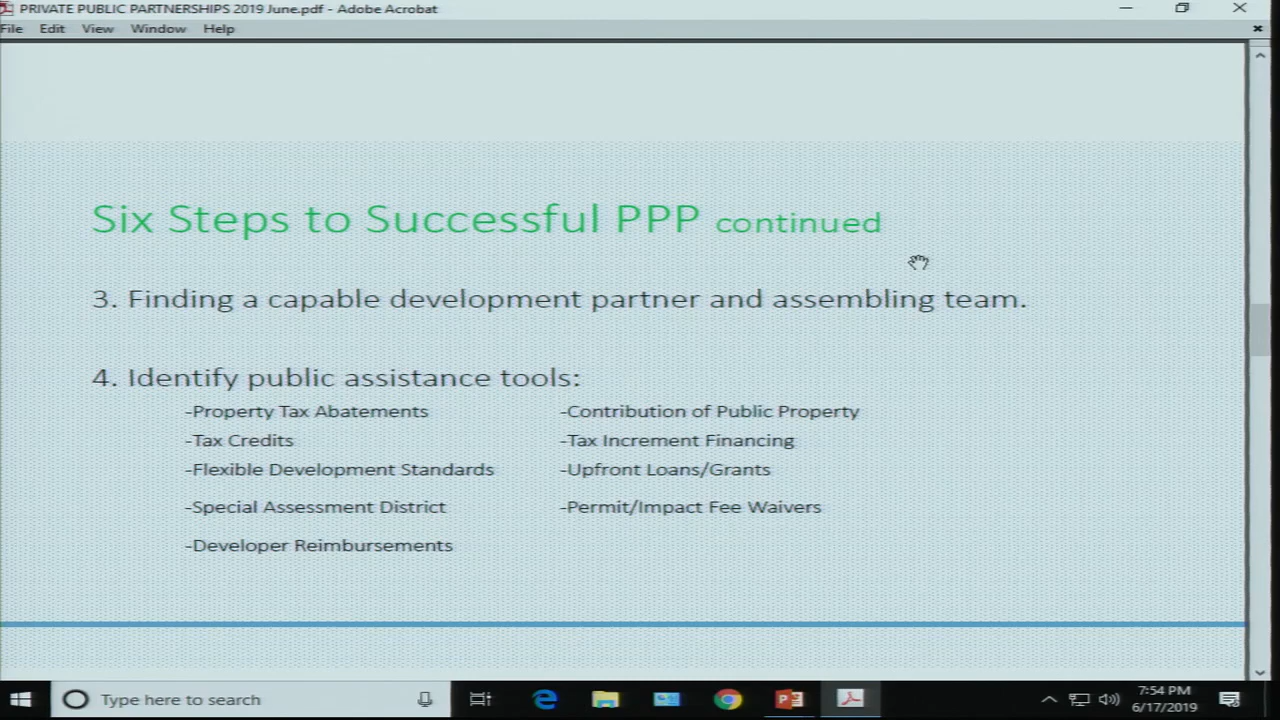 PRIVATE PUBLIC PARTNERSHIPS 2019 June.pdf - Adobe Acrobat
File Edit View Window Help
Six Steps to Successful PPP continued
3. Finding a capable development partner and assembling team.
4. Identify public assistance tools:
-Property Tax Abatements
-Tax Credits
-Flexible Development Standards
-Special Assessment District
-Developer Reimbursements
-Contribution of Public Property
-Tax Increment Financing
-Upfront Loans/Grants
-Permit/Impact Fee Waivers
Type here to search
7:54 PM
6/17/2019